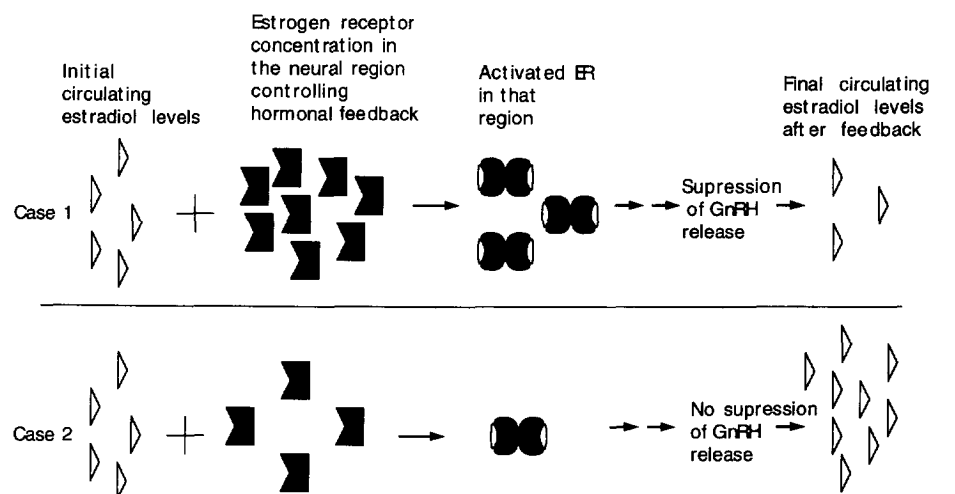 Initial
circulating
estradiol levels
Estrogen receptor
concentration in
the neural region
controlling
hormonal feedback
Activated ER
in that
region
Final circulating
estradiol levels
after feedback
Case 1
Supression
of GnRH
release
Case 2
No supression
of GnRH
release